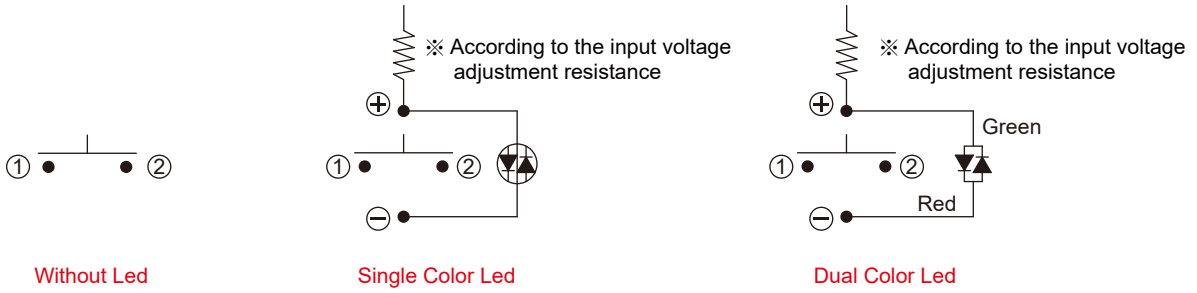 ① ②
Without Led
※ According to the input voltage
adjustment resistance
⊕
① ②
⊖
Single Color Led
※ According to the input voltage
adjustment resistance
⊕
Green
① ②
Red
⊖
Dual Color Led